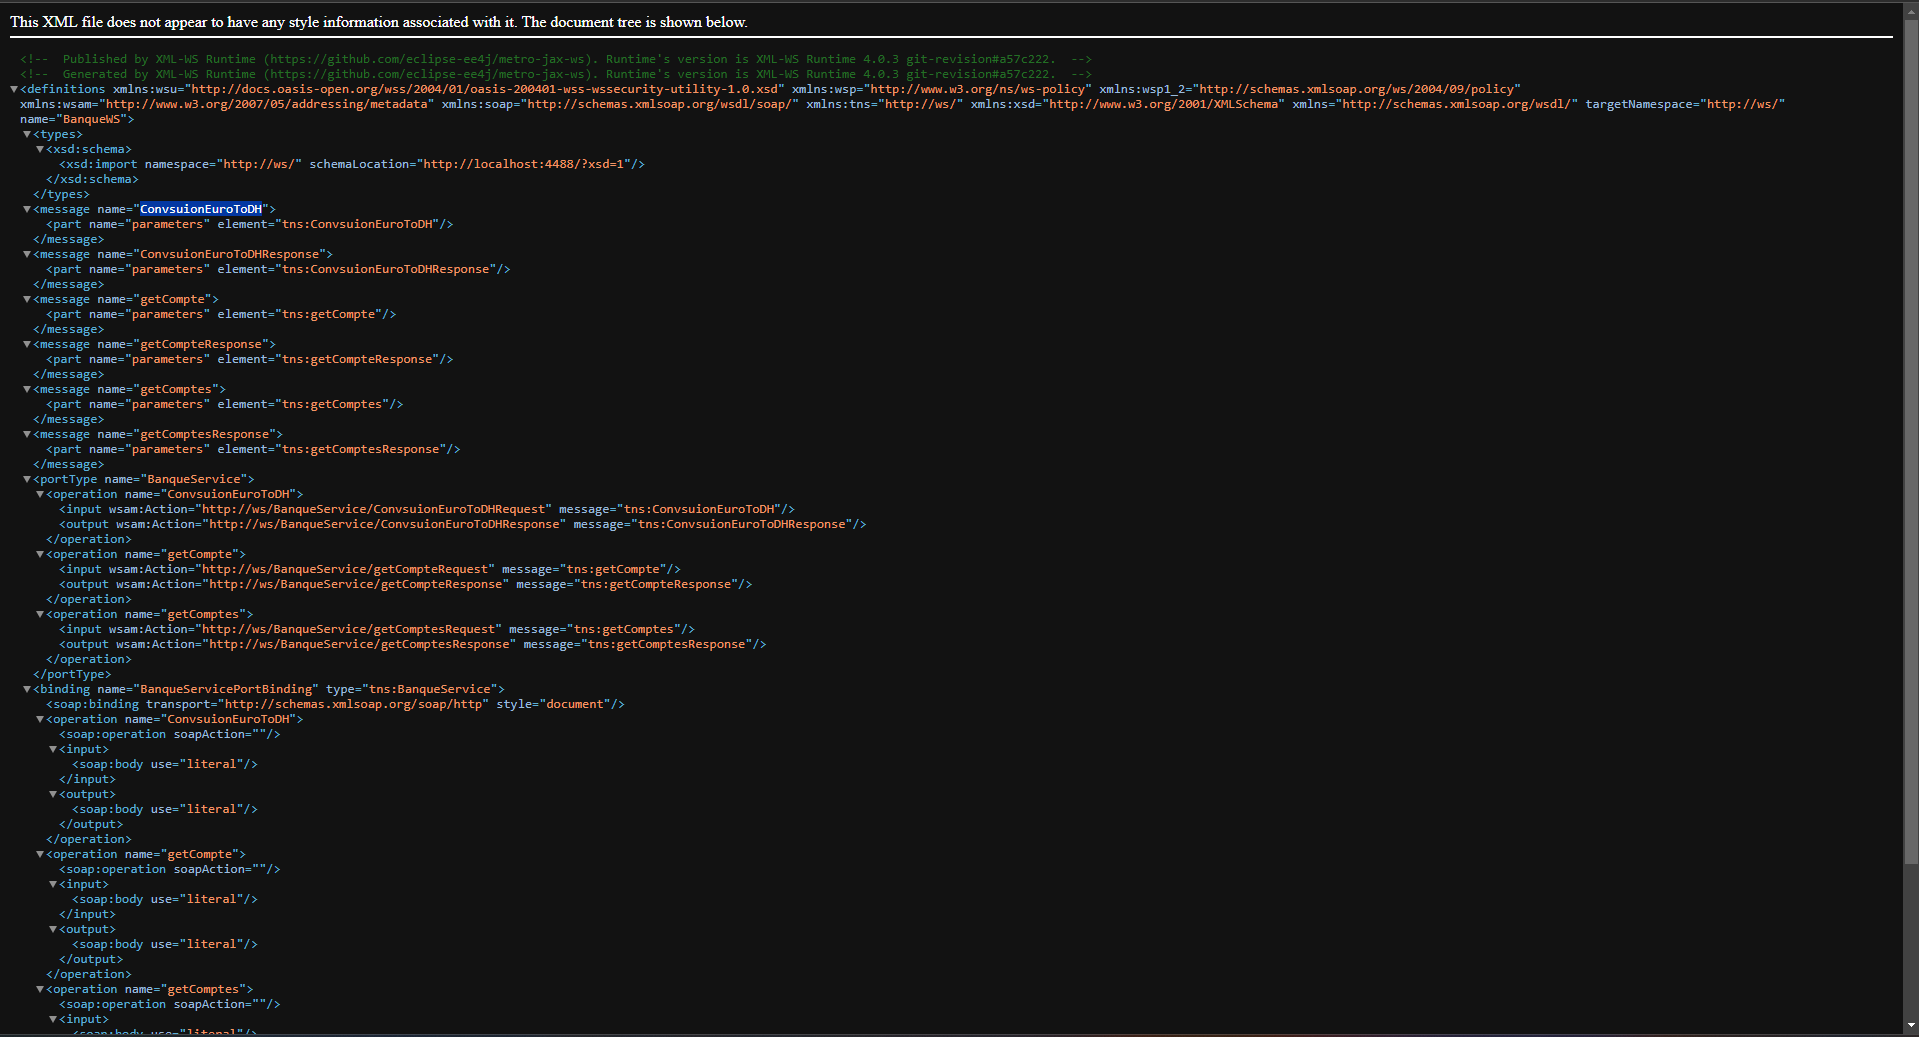 This XML file does not appear to have any style information associated with it. The document tree is shown below.
<!--  Published by XML-WS Runtime (https://github.com/eclipse-ee4j/metro-jax-ws). Runtime's version is XML-WS Runtime 4.0.3 git-revision#a57c222.  -->
<!--  Generated by XML-WS Runtime (https://github.com/eclipse-ee4j/metro-jax-ws). Runtime's version is XML-WS Runtime 4.0.3 git-revision#a57c222.  -->
▼<definitions xmlns:wsu="http://docs.oasis-open.org/wss/2004/01/oasis-200401-wss-wssecurity-utility-1.0.xsd" xmlns:wsp="http://www.w3.org/ns/ws-policy" xmlns:wsp1_2="http://schemas.xmlsoap.org/ws/2004/09/policy"
xmlns:wsam="http://www.w3.org/2007/05/addressing/metadata" xmlns:soap="http://schemas.xmlsoap.org/wsdl/soap/" xmlns:tns="http://ws/" xmlns:xsd="http://www.w3.org/2001/XMLSchema" xmlns="http://schemas.xmlsoap.org/wsdl/" targetNamespace="http://ws/"
name="BanqueWS">
▼<types>
▼<xsd:schema>
<xsd:import namespace="http://ws/" schemaLocation="http://localhost:4488/?xsd=1"/>
</xsd:schema>
</types>
▼<message name="ConvsuionEuroToDH">
<part name="parameters" element="tns:ConvsuionEuroToDH"/>
</message>
▼<message name="ConvsuionEuroToDHResponse">
<part name="parameters" element="tns:ConvsuionEuroToDHResponse"/>
</message>
▼<message name="getCompte">
<part name="parameters" element="tns:getCompte"/>
</message>
▼<message name="getCompteResponse">
<part name="parameters" element="tns:getCompteResponse"/>
</message>
▼<message name="getComptes">
<part name="parameters" element="tns:getComptes"/>
</message>
▼<message name="getComptesResponse">
<part name="parameters" element="tns:getComptesResponse"/>
</message>
▼<portType name="BanqueService">
▼<operation name="ConvsuionEuroToDH">
<input wsam:Action="http://ws/BanqueService/ConvsuionEuroToDHRequest" message="tns:ConvsuionEuroToDH"/>
<output wsam:Action="http://ws/BanqueService/ConvsuionEuroToDHResponse" message="tns:ConvsuionEuroToDHResponse"/>
</operation>
▼<operation name="getCompte">
<input wsam:Action="http://ws/BanqueService/getCompteRequest" message="tns:getCompte"/>
<output wsam:Action="http://ws/BanqueService/getCompteResponse" message="tns:getCompteResponse"/>
</operation>
▼<operation name="getComptes">
<input wsam:Action="http://ws/BanqueService/getComptesRequest" message="tns:getComptes"/>
<output wsam:Action="http://ws/BanqueService/getComptesResponse" message="tns:getComptesResponse"/>
</operation>
</portType>
▼<binding name="BanqueServicePortBinding" type="tns:BanqueService">
<soap:binding transport="http://schemas.xmlsoap.org/soap/http" style="document"/>
▼<operation name="ConvsuionEuroToDH">
<soap:operation soapAction=""/>
▼<input>
<soap:body use="literal"/>
</input>
▼<output>
<soap:body use="literal"/>
</output>
</operation>
▼<operation name="getCompte">
<soap:operation soapAction=""/>
▼<input>
<soap:body use="literal"/>
</input>
▼<output>
<soap:body use="literal"/>
</output>
</operation>
▼<operation name="getComptes">
<soap:operation soapAction=""/>
▼<input>
<soap:body use="literal"/>